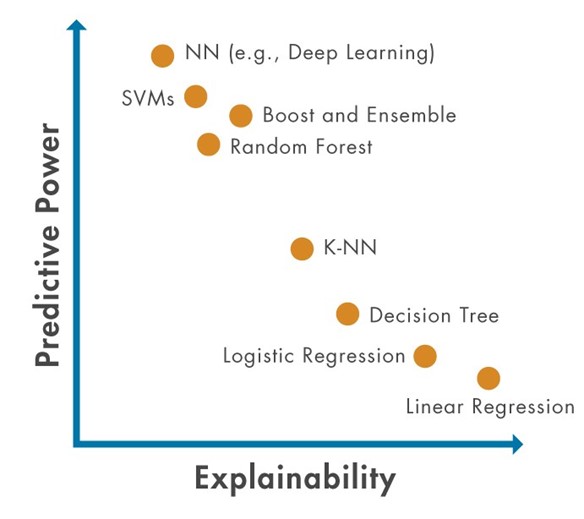 NN (e.g., Deep Learning)
SVMs
Boost and Ensemble
Random Forest
Predictive Power
K-NN
Decision Tree
Logistic Regression
Linear Regression
Explainability